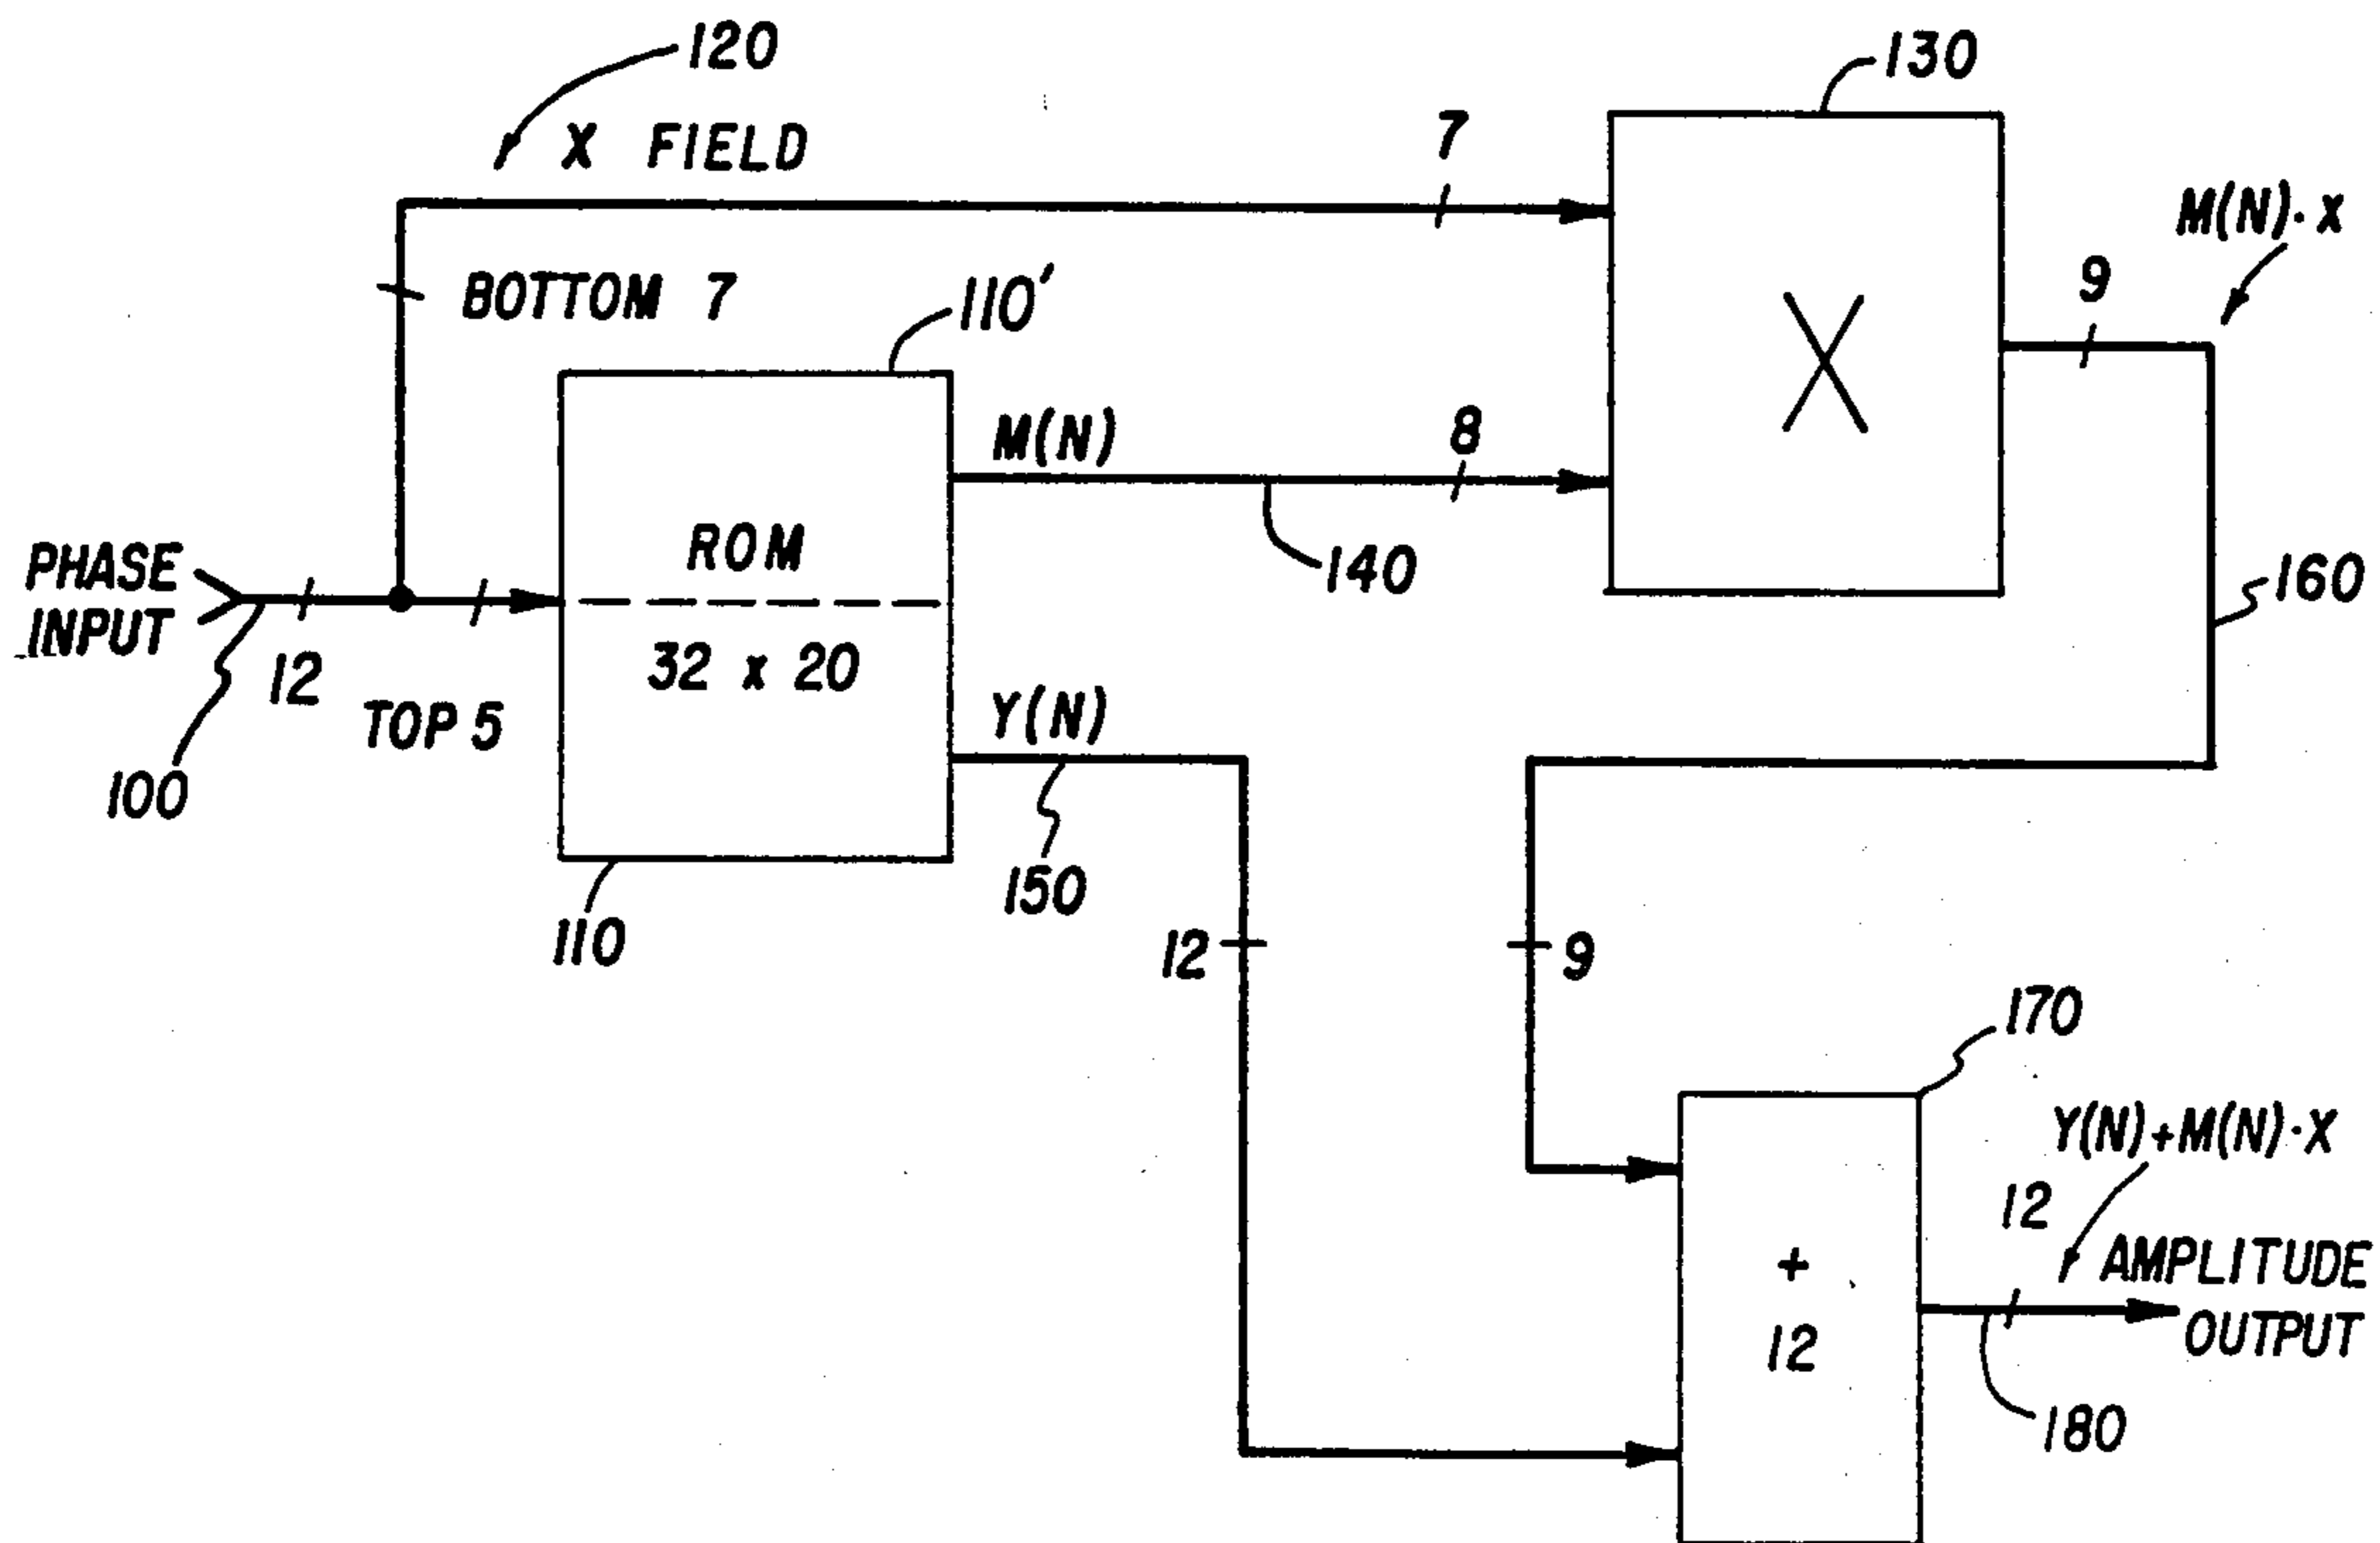 120
X FIELD
7
130
M(N)·X
9
BOTTOM 7
110'
M(N)
8
X
140
160
PHASE
INPUT
12
TOP 5
100
ROM
32 x 20
Y(N)
150
110
12
9
170
Y(N)+M(N)·X
12
AMPLITUDE
OUTPUT
+
12
180